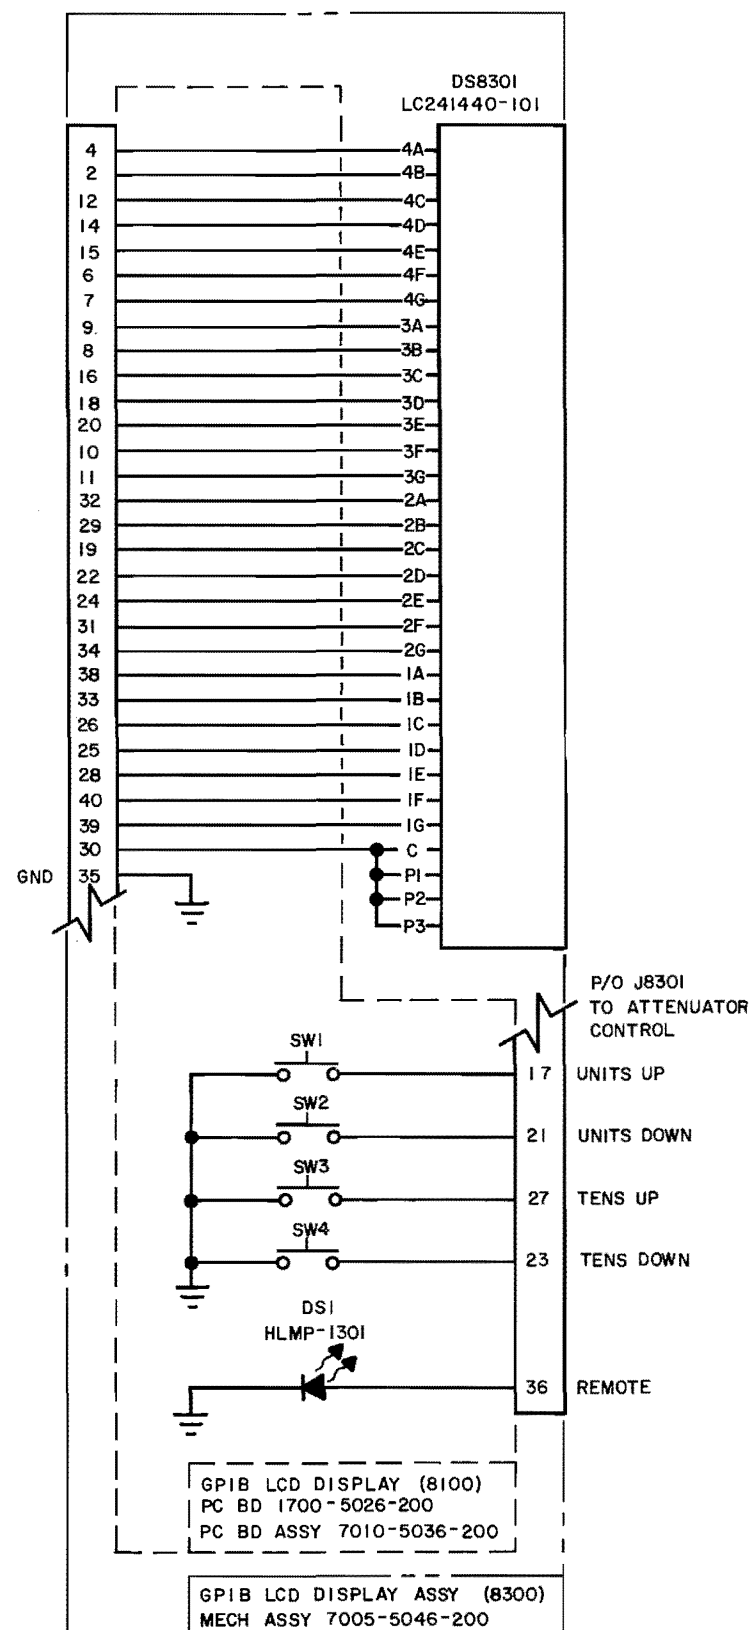 DS8301
LC241440-101
4 4A
2 4B
12 4C
14 4D
15 4E
6 4F
7 4G
9 3A
8 3B
16 3C
18 3D
20 3E
10 3F
11 3G
32 2A
29 2B
19 2C
22 2D
24 2E
31 2F
34 2G
38 1A
33 1B
26 1C
25 1D
28 1E
40 1F
39 1G
30 C
GND 35 P1
P2
P3
P/O J8301
TO ATTENUATOR
CONTROL
SW1
17 UNITS UP
SW2
21 UNITS DOWN
SW3
27 TENS UP
SW4
23 TENS DOWN
DS1
HLMP-1301
36 REMOTE
GPIB LCD DISPLAY (8100)
PC BD 1700-5026-200
PC BD ASSY 7010-5036-200
GPIB LCD DISPLAY ASSY (8300)
MECH ASSY 7005-5046-200